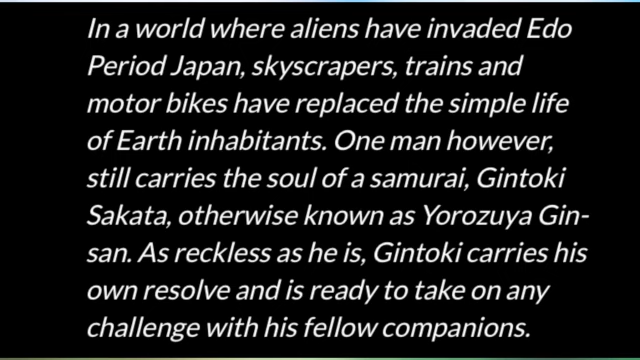 In a world where aliens have invaded Edo
Period Japan, skyscrapers, trains and
motor bikes have replaced the simple life
of Earth inhabitants. One man however,
still carries the soul of a samurai, Gintoki
Sakata, otherwise known as Yorozuya Gin-
san. As reckless as he is, Gintoki carries his
own resolve and is ready to take on any
challenge with his fellow companions.